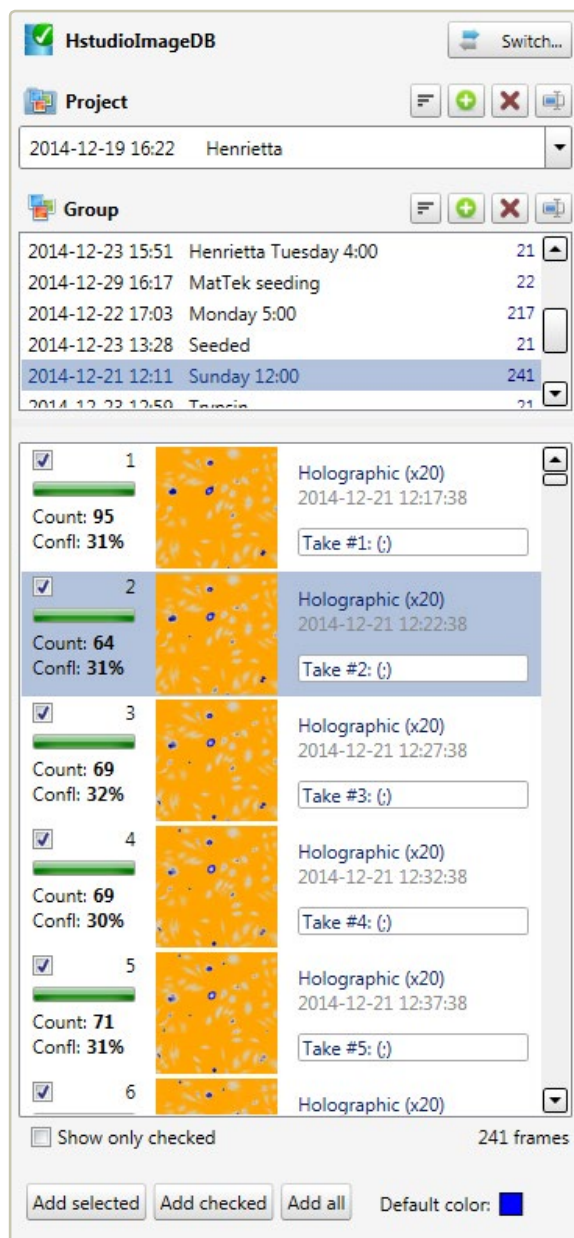 HstudioImageDB
Switch...
Project
2014-12-19 16:22 Henrietta
Group
2014-12-23 15:51 Henrietta Tuesday 4:00 21
2014-12-29 16:17 MatTek seeding 22
2014-12-22 17:03 Monday 5:00 217
2014-12-23 13:28 Seeded 21
2014-12-21 12:11 Sunday 12:00 241
2014-12-23 12:59 Trypsin 21
1
Holographic (x20)
2014-12-21 12:17:38
Count: 95
Confl: 31%
Take #1: (;)
2
Holographic (x20)
2014-12-21 12:22:38
Count: 64
Confl: 31%
Take #2: (;)
3
Holographic (x20)
2014-12-21 12:27:38
Count: 69
Confl: 32%
Take #3: (;)
4
Holographic (x20)
2014-12-21 12:32:38
Count: 69
Confl: 30%
Take #4: (;)
5
Holographic (x20)
2014-12-21 12:37:38
Count: 71
Confl: 31%
Take #5: (;)
6
Holographic (x20)
Show only checked 241 frames
Add selected Add checked Add all Default color: